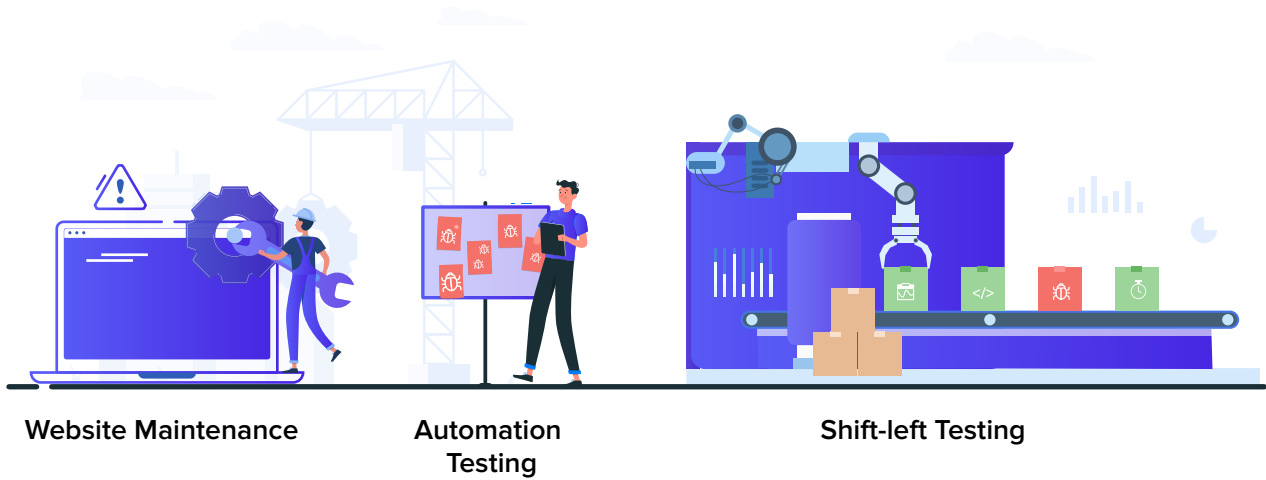 </>
Website Maintenance
Automation
Testing
Shift-left Testing